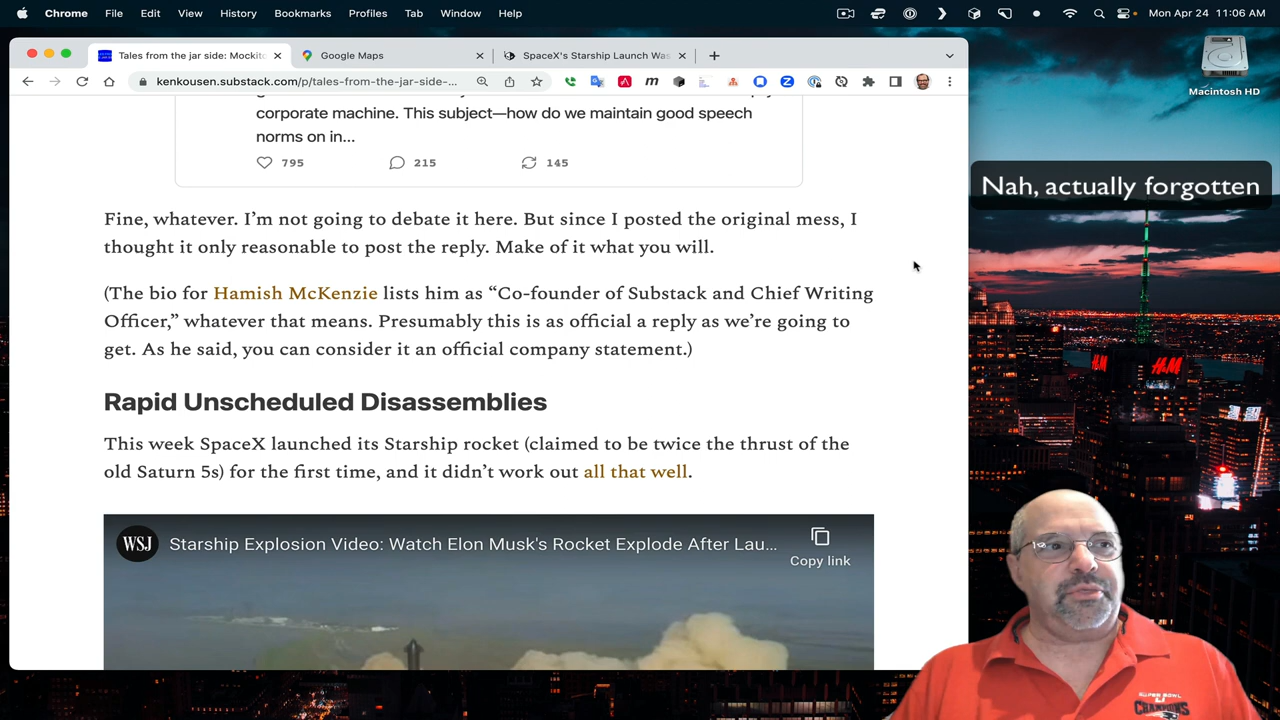 Chrome File Edit View History Bookmarks Profiles Tab Window Help Mon Apr 24 11:06 AM
Tales from the jar side: Mockit
Google Maps
SpaceX's Starship Launch Was
kenkousen.substack.com/p/tales-from-the-jar-side-...
Macintosh HD
corporate machine. This subject—how do we maintain good speech
norms on in...
795 215 145
Nah, actually forgotten
Fine, whatever. I'm not going to debate it here. But since I posted the original mess, I
thought it only reasonable to post the reply. Make of it what you will.
(The bio for Hamish McKenzie lists him as “Co-founder of Substack and Chief Writing
Officer,” whatever that means. Presumably this is as official a reply as we're going to
get. As he said, you can consider it an official company statement.)
H&M H&M
Rapid Unscheduled Disassemblies
This week SpaceX launched its Starship rocket (claimed to be twice the thrust of the
old Saturn 5s) for the first time, and it didn't work out all that well.
WSJ
Starship Explosion Video: Watch Elon Musk's Rocket Explode After Lau...
Copy link
SUPER BOWL
LI
CHAMPIONS